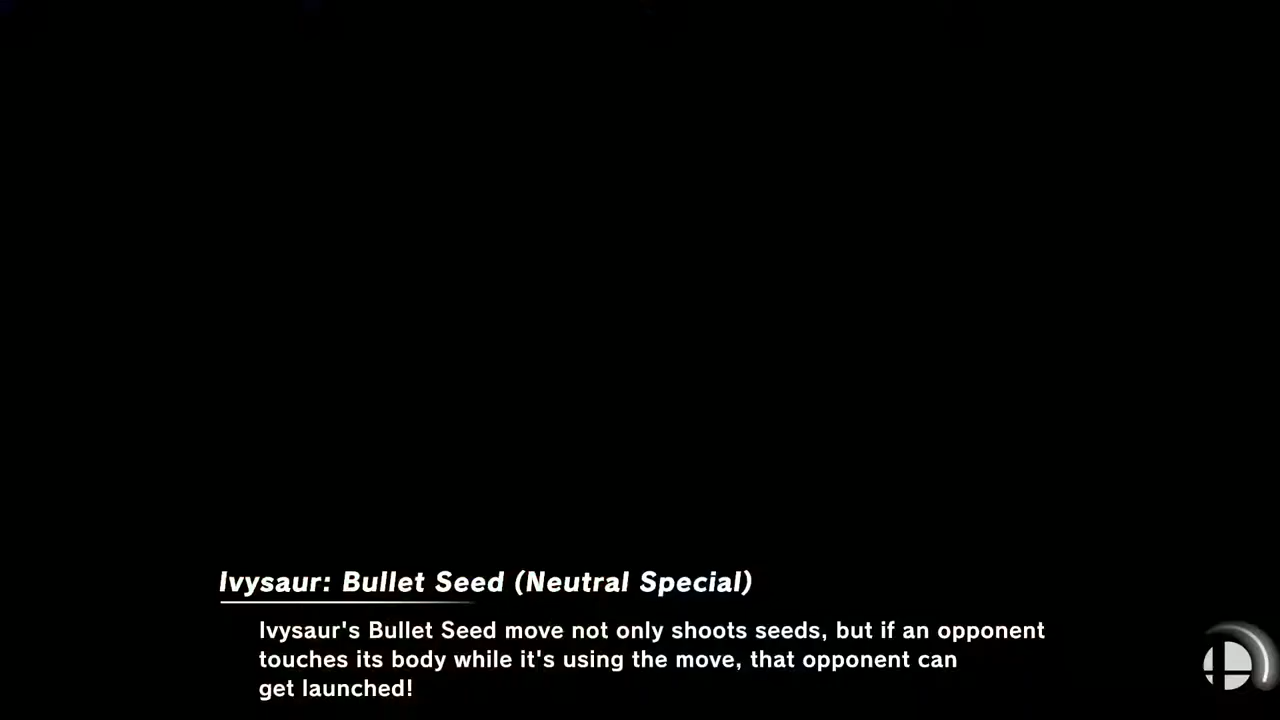 Ivysaur: Bullet Seed (Neutral Special)
Ivysaur's Bullet Seed move not only shoots seeds, but if an opponent
touches its body while it's using the move, that opponent can
get launched!